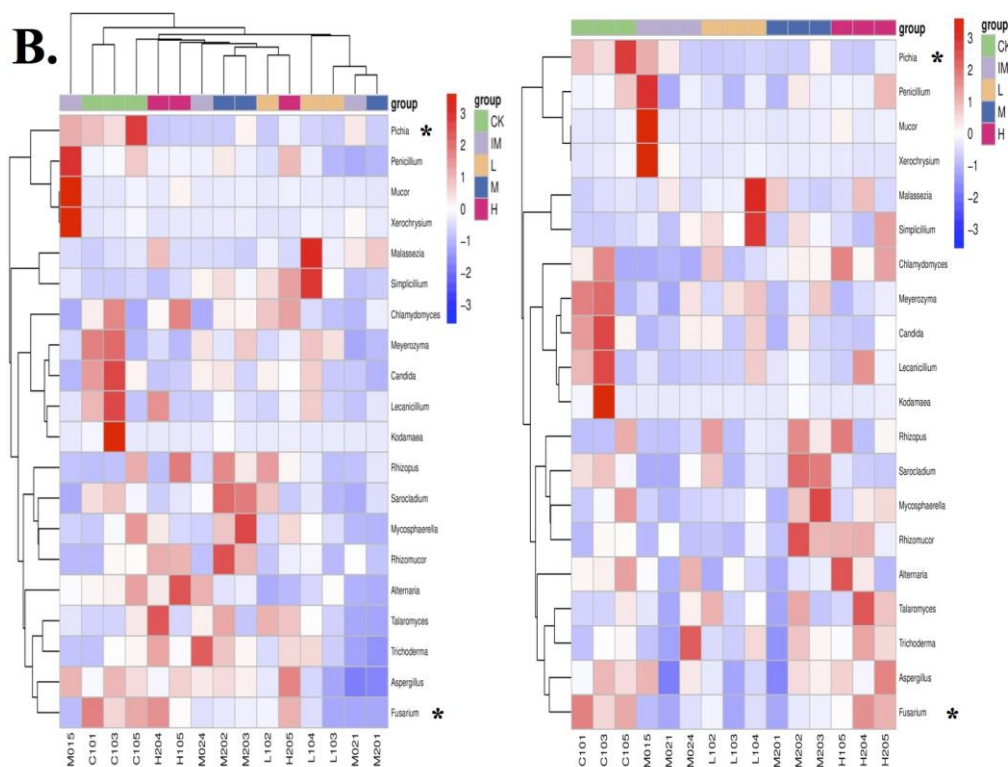 B.
group
Pichia *
Penicillium
Mucor
Xerochrysium
Malassezia
Simplicillium
Chlamydomyces
Meyerozyma
Candida
Lecanicillium
Kodamaea
Rhizopus
Sarocladium
Mycosphaerella
Rhizomucor
Alternaria
Talaromyces
Trichoderma
Aspergillus
Fusarium *
M015 C101 C103 C105 H204 H105 M024 M202 M203 L102 H205 L104 L103 M021 M201
group
3
2
1
0
-1
-2
-3
CK
IM
L
M
H
group
Pichia *
Penicillium
Mucor
Xerochrysium
Malassezia
Simplicillium
Chlamydomyces
Meyerozyma
Candida
Lecanicillium
Kodamaea
Rhizopus
Sarocladium
Mycosphaerella
Rhizomucor
Alternaria
Talaromyces
Trichoderma
Aspergillus
Fusarium *
C101 C103 C105 M015 M021 M024 L102 L103 L104 M201 M202 M203 H105 H204 H205
group
3
2
1
0
-1
-2
-3
CK
IM
L
M
H